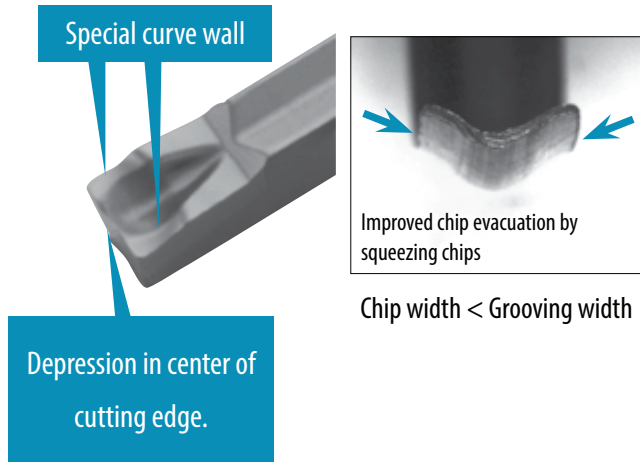 Special curve wall
Improved chip evacuation by
squeezing chips
Chip width < Grooving width
Depression in center of
cutting edge.